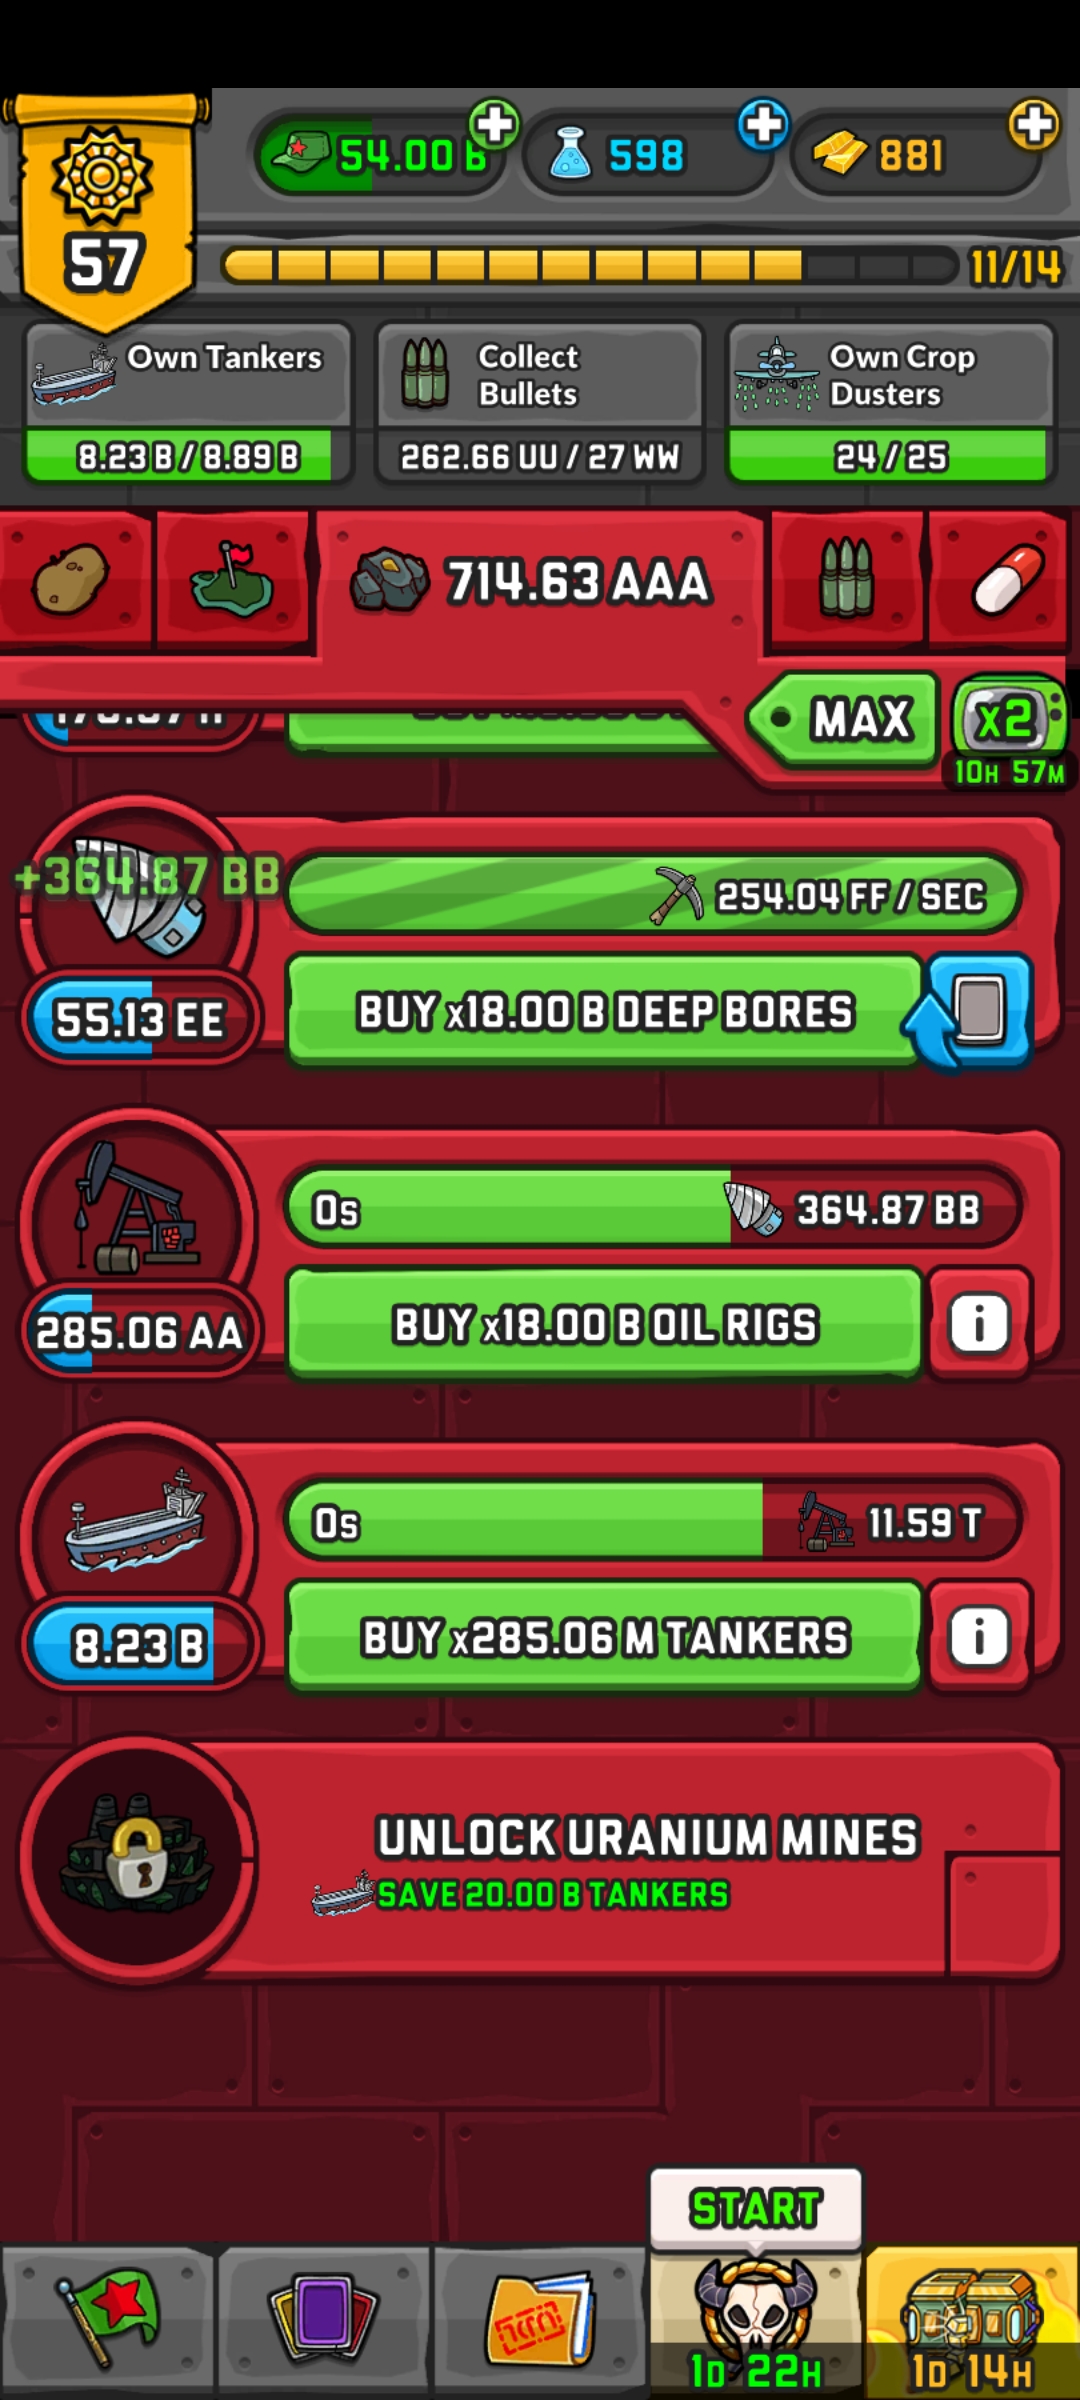 54.00 B
598
881
57
11/14
Own Tankers
8.23 B / 8.89 B
Collect
Bullets
262.66 UU / 27 WW
Own Crop
Dusters
24 / 25
714.63 AAA
MAX
x2
10H 57M
+364.87 BB
254.04 FF / SEC
55.13 EE
BUY x18.00 B DEEP BORES
0s
364.87 BB
285.06 AA
BUY x18.00 B OIL RIGS
i
0s
11.59 T
8.23 B
BUY x285.06 M TANKERS
i
UNLOCK URANIUM MINES
SAVE 20.00 B TANKERS
START
1D 22H
1D 14H